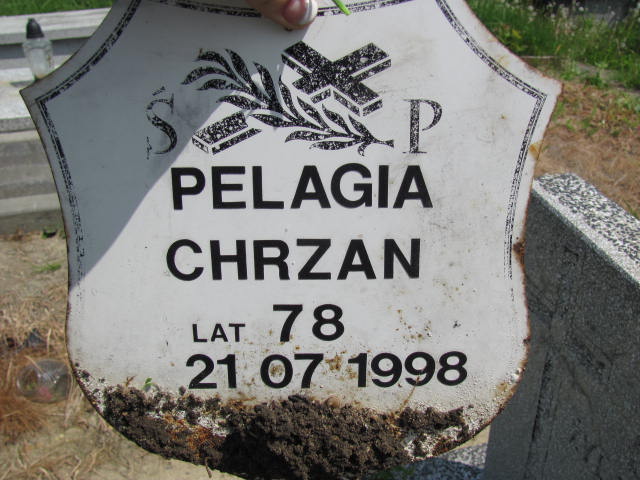 Ś P
PELAGIA
CHRZAN
LAT 78
21 07 1998